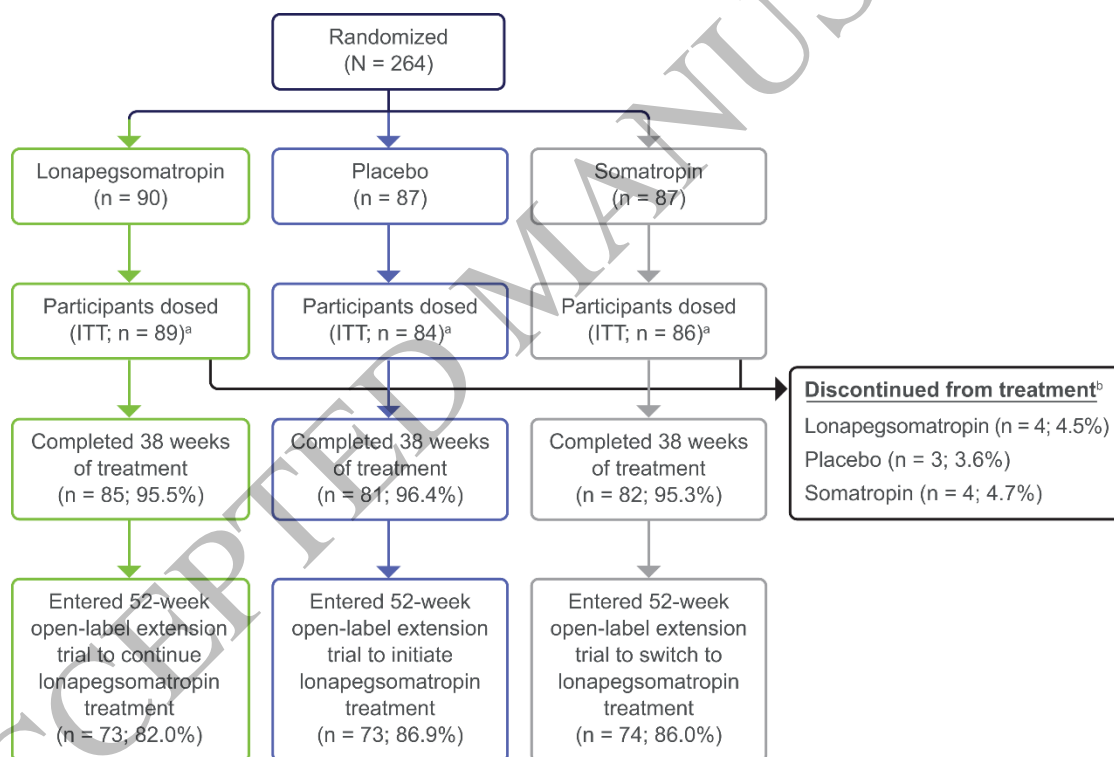 Randomized
(N = 264)
Lonapegsomatropin
(n = 90)
Placebo
(n = 87)
Somatropin
(n = 87)
Participants dosed
(ITT; n = 89)ᵃ
Participants dosed
(ITT; n = 84)ᵃ
Participants dosed
(ITT; n = 86)ᵃ
Discontinued from treatmentᵇ
Lonapegsomatropin (n = 4; 4.5%)
Placebo (n = 3; 3.6%)
Somatropin (n = 4; 4.7%)
Completed 38 weeks
of treatment
(n = 85; 95.5%)
Completed 38 weeks
of treatment
(n = 81; 96.4%)
Completed 38 weeks
of treatment
(n = 82; 95.3%)
Entered 52-week
open-label extension
trial to continue
lonapegsomatropin
treatment
(n = 73; 82.0%)
Entered 52-week
open-label extension
trial to initiate
lonapegsomatropin
treatment
(n = 73; 86.9%)
Entered 52-week
open-label extension
trial to switch to
lonapegsomatropin
treatment
(n = 74; 86.0%)
CCEPTED MANUS